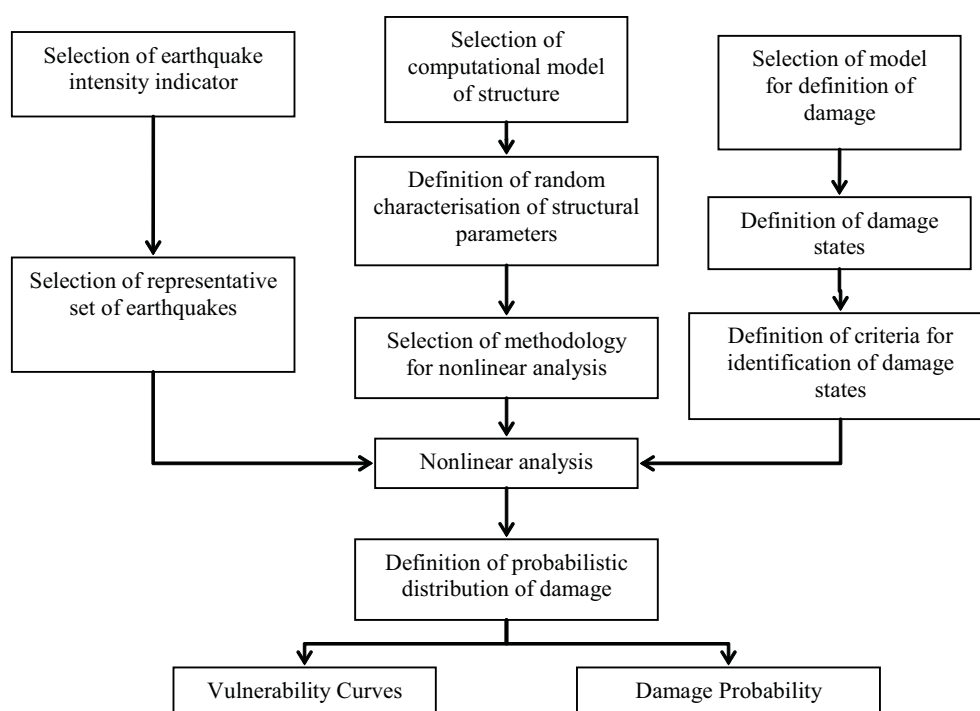 Selection of earthquake
intensity indicator
Selection of
computational model
of structure
Selection of model
for definition of
damage
Definition of random
characterisation of structural
parameters
Definition of damage
states
Selection of representative
set of earthquakes
Selection of methodology
for nonlinear analysis
Definition of criteria for
identification of damage
states
Nonlinear analysis
Definition of probabilistic
distribution of damage
Vulnerability Curves
Damage Probability